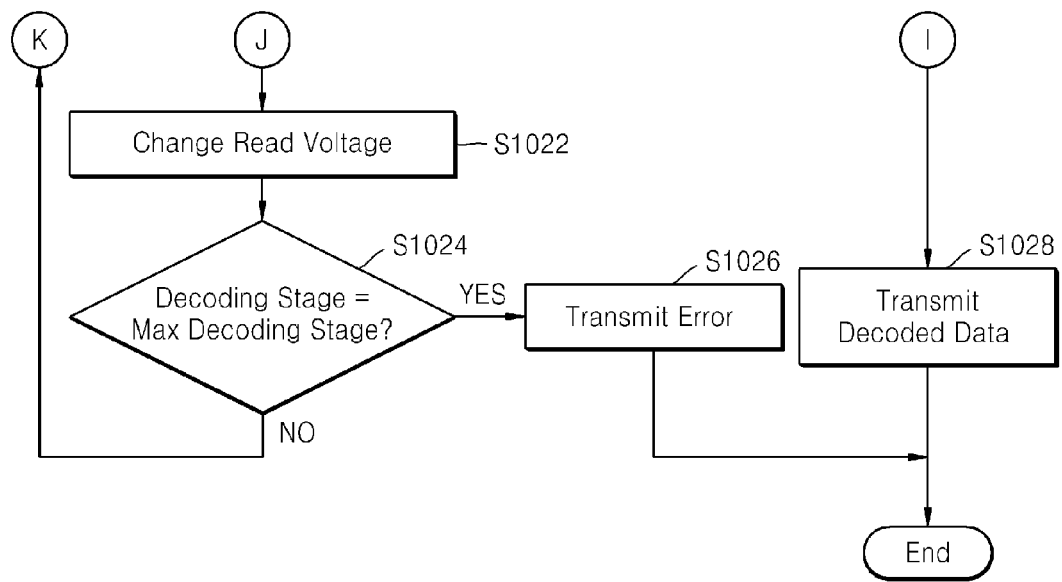 K
J
I
Change Read Voltage
S1022
S1024
Decoding Stage =
Max Decoding Stage?
YES
NO
S1026
Transmit Error
S1028
Transmit
Decoded Data
End